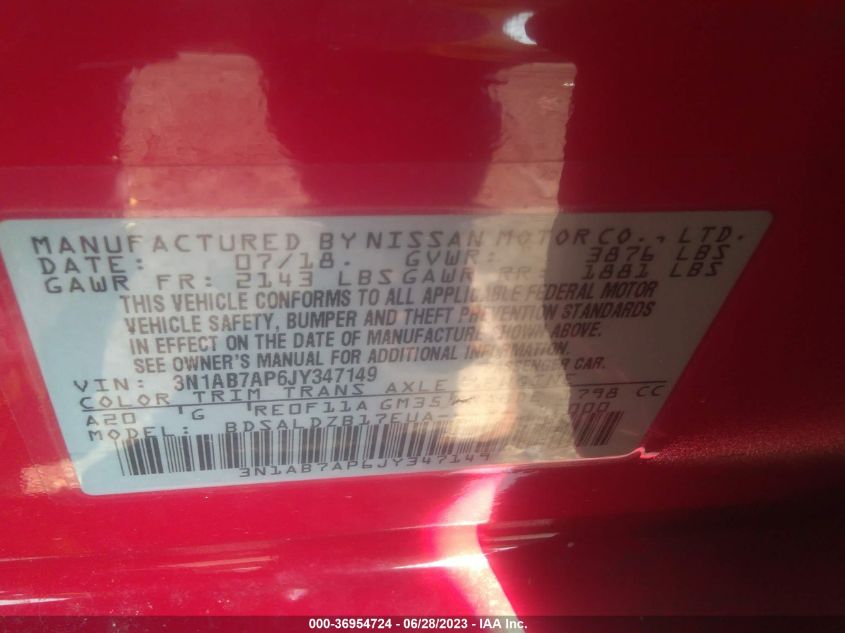 MANUFACTURED BY NISSAN MOTOR CO., LTD.
DATE: 07/18. GVWR: 3876 LBS
GAWR FR: 2143 LBS GAWR RR: 1881 LBS
THIS VEHICLE CONFORMS TO ALL APPLICABLE FEDERAL MOTOR
VEHICLE SAFETY, BUMPER AND THEFT PREVENTION STANDARDS
IN EFFECT ON THE DATE OF MANUFACTURE SHOWN ABOVE.
SEE OWNER'S MANUAL FOR ADDITIONAL INFORMATION.
VIN: 3N1AB7AP6JY347149 PASSENGER CAR.
COLOR TRIM TRANS AXLE ENGINE 798 CC
A20 'G RE0F11A GM35
MODEL: BDSALDZB17EUA-
3N1AB7AP6JY347149
000-36954724 - 06/28/2023 - IAA Inc.